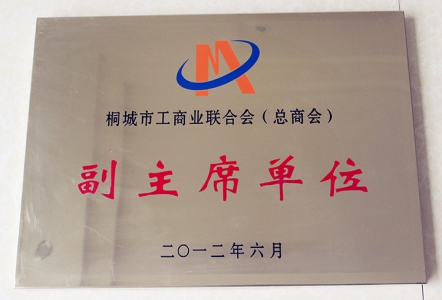 桐城市工商业联合会（总商会）
副主席单位
二〇一二年六月